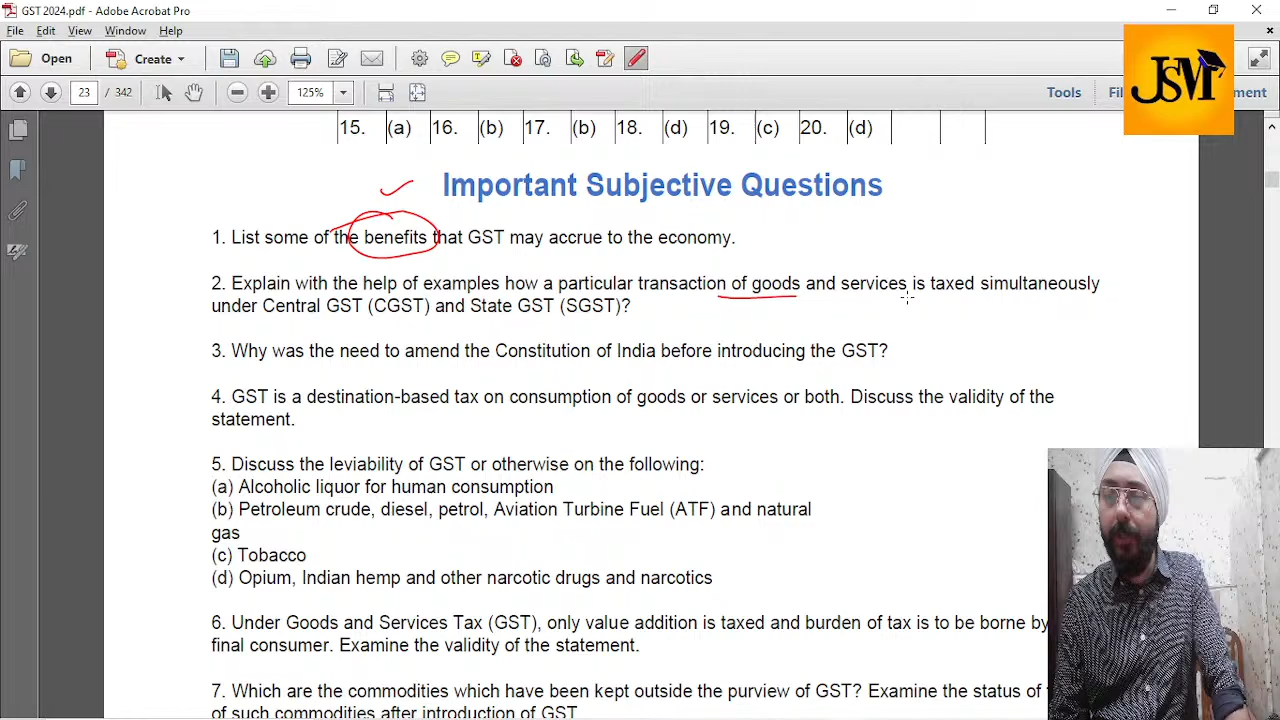 GST 2024.pdf - Adobe Acrobat Pro
File Edit View Window Help
Open Create
23 / 342 125% Tools
JSM
15. (a) 16. (b) 17. (b) 18. (d) 19. (c) 20. (d)
Important Subjective Questions
1. List some of the benefits that GST may accrue to the economy.
2. Explain with the help of examples how a particular transaction of goods and services is taxed simultaneously
under Central GST (CGST) and State GST (SGST)?
3. Why was the need to amend the Constitution of India before introducing the GST?
4. GST is a destination-based tax on consumption of goods or services or both. Discuss the validity of the
statement.
5. Discuss the leviability of GST or otherwise on the following:
(a) Alcoholic liquor for human consumption
(b) Petroleum crude, diesel, petrol, Aviation Turbine Fuel (ATF) and natural
gas
(c) Tobacco
(d) Opium, Indian hemp and other narcotic drugs and narcotics
6. Under Goods and Services Tax (GST), only value addition is taxed and burden of tax is to be borne by
final consumer. Examine the validity of the statement.
7. Which are the commodities which have been kept outside the purview of GST? Examine the status of
of such commodities after introduction of GST